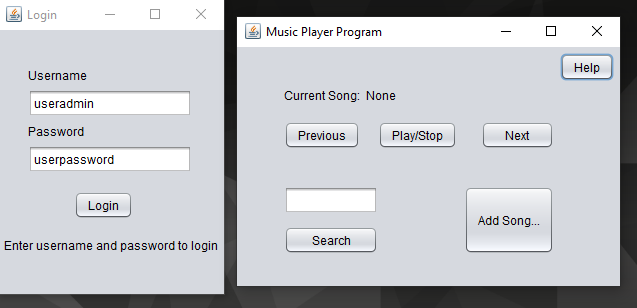 Login
Username
useradmin
Password
userpassword
Login
Enter username and password to login
Music Player Program
Help
Current Song: None
Previous Play/Stop Next
Add Song...
Search